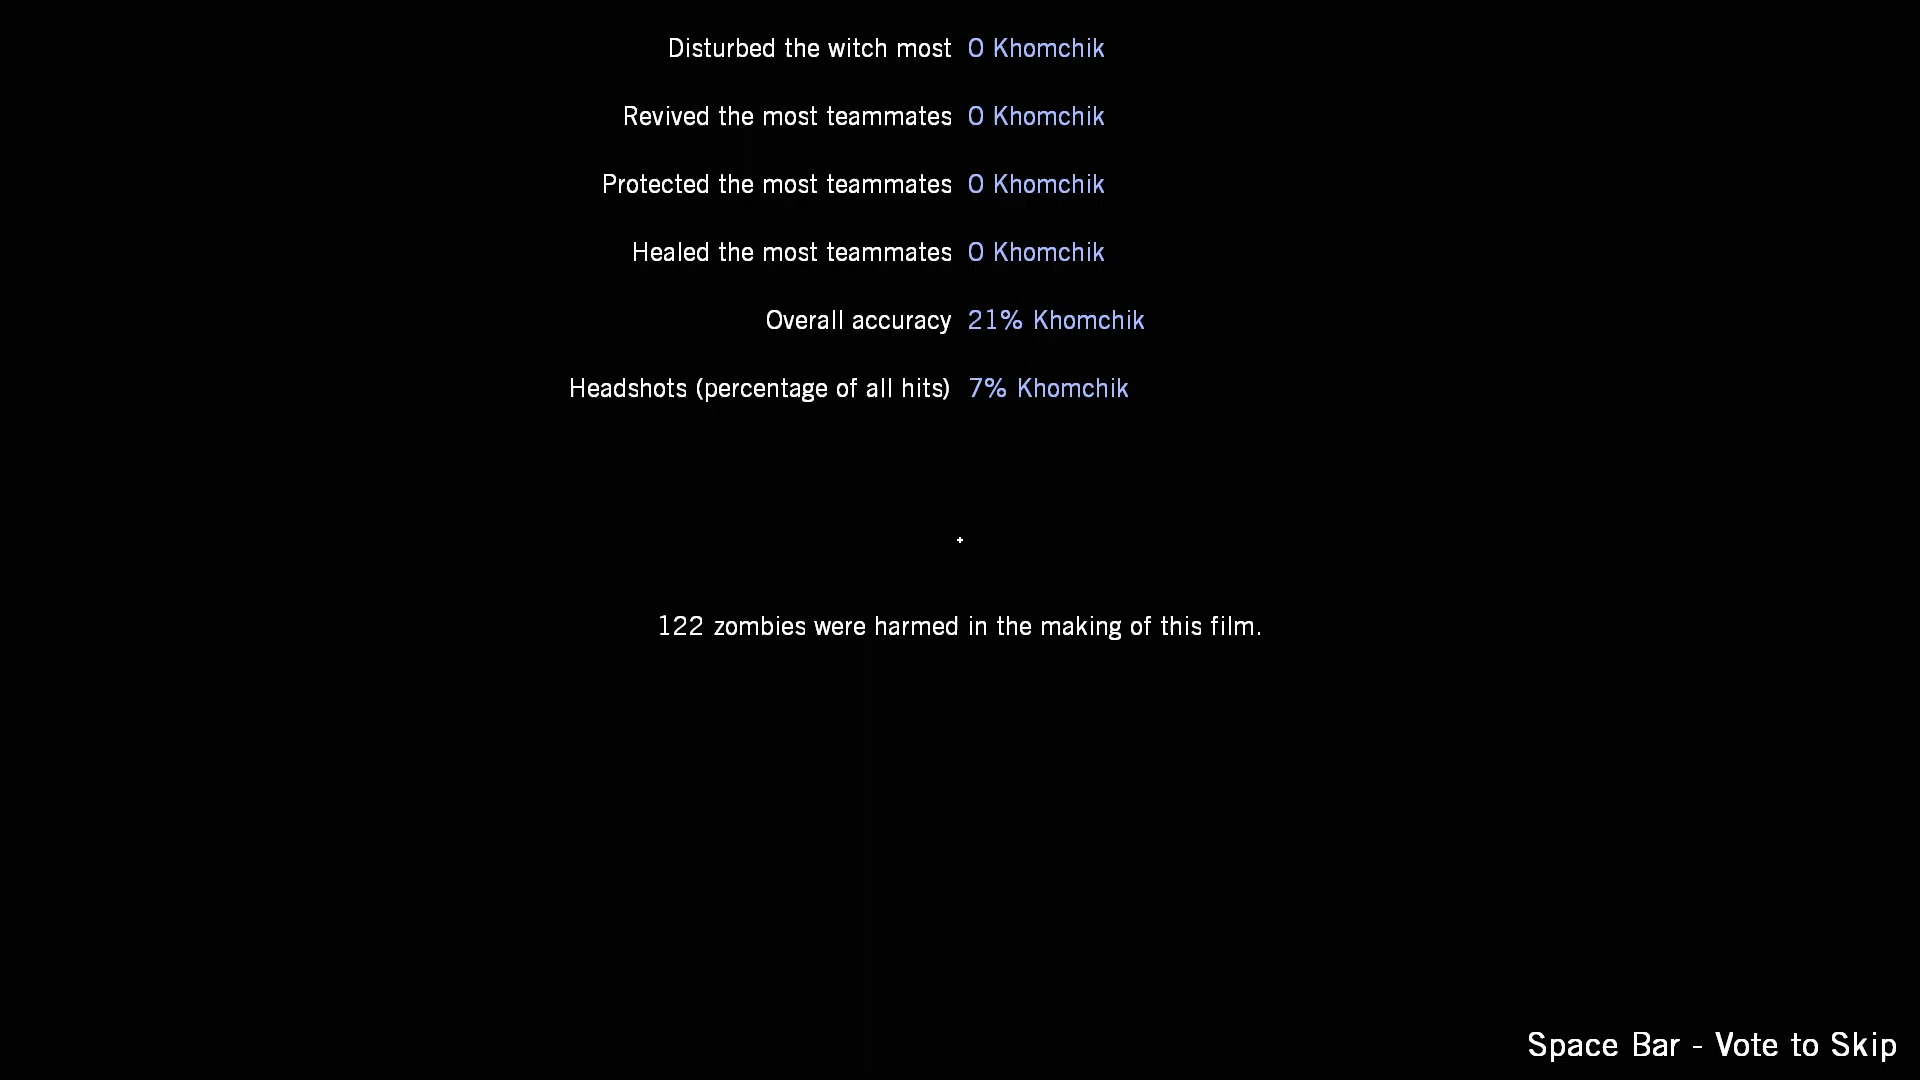 Disturbed the witch most 0 Khomchik
Revived the most teammates 0 Khomchik
Protected the most teammates 0 Khomchik
Healed the most teammates 0 Khomchik
Overall accuracy 21% Khomchik
Headshots (percentage of all hits) 7% Khomchik
122 zombies were harmed in the making of this film.
Space Bar - Vote to Skip